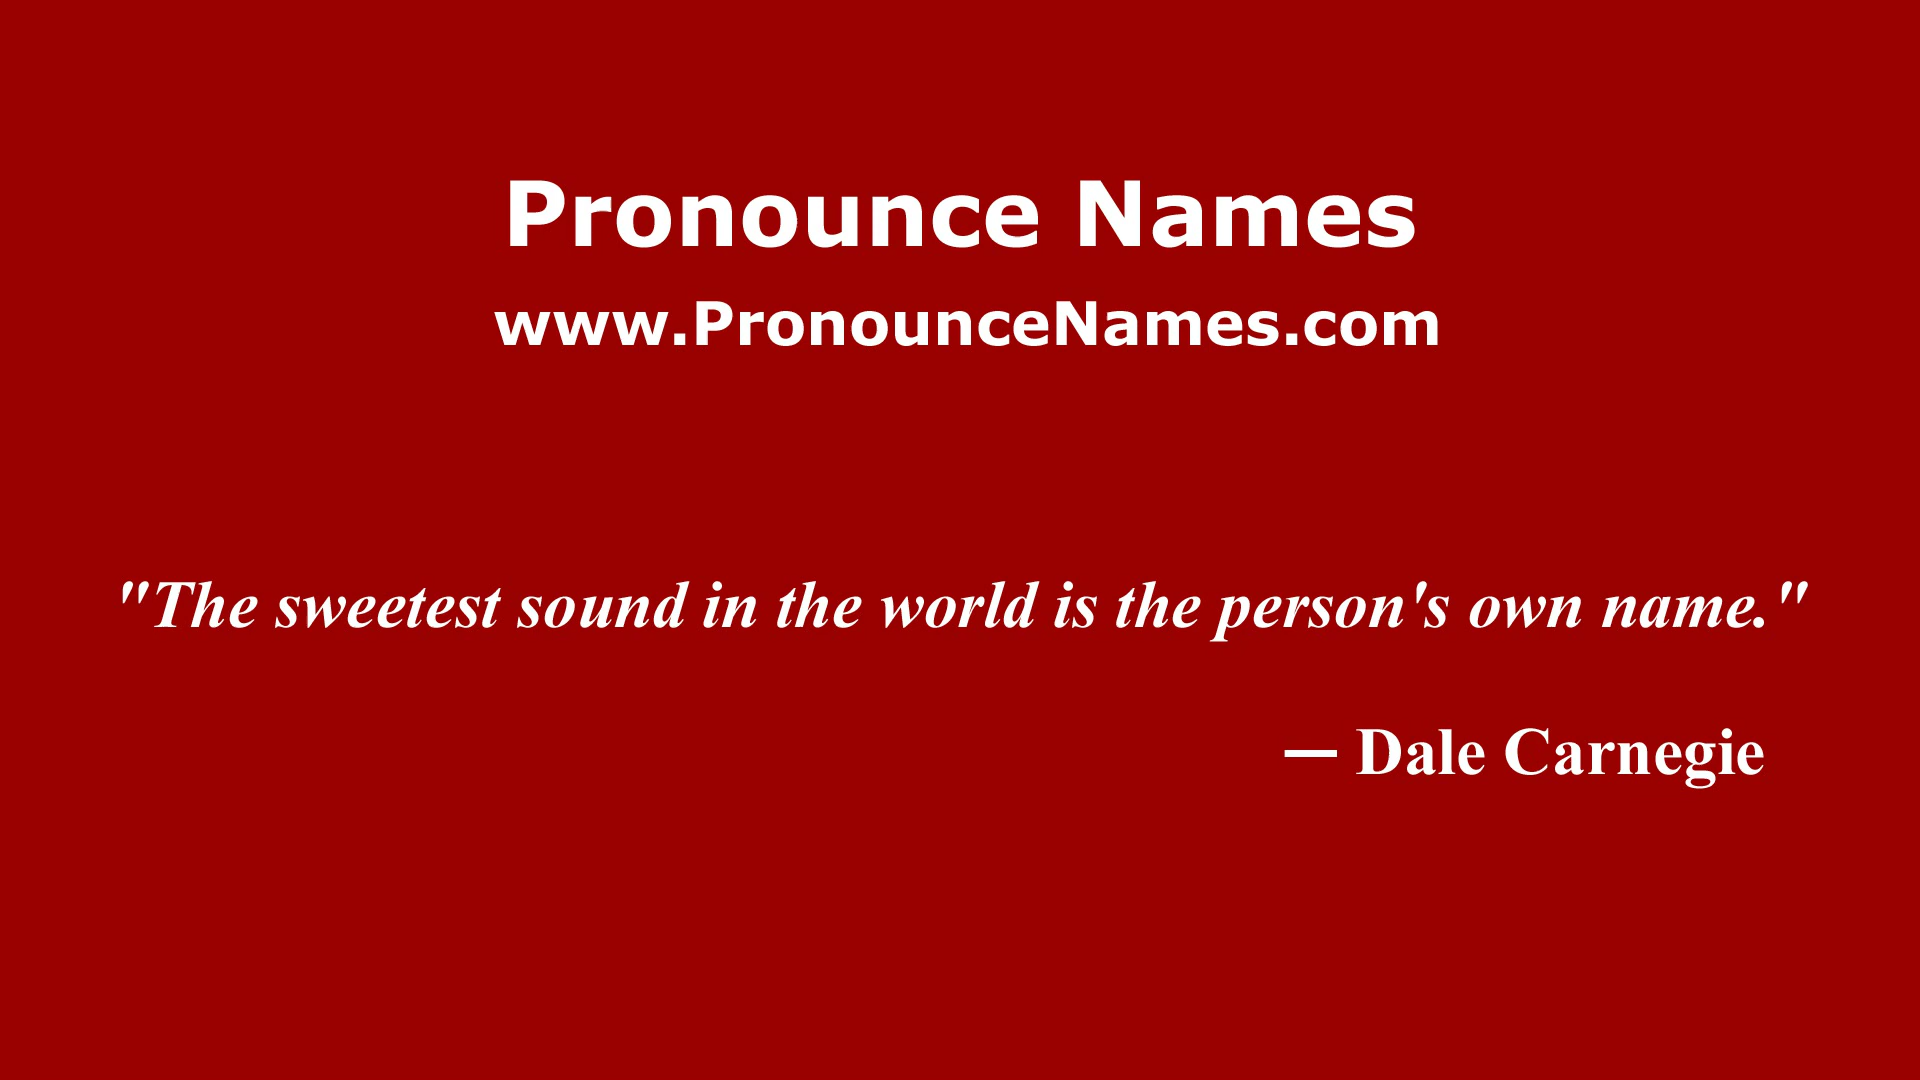 Pronounce Names
www.PronounceNames.com
"The sweetest sound in the world is the person's own name."
— Dale Carnegie